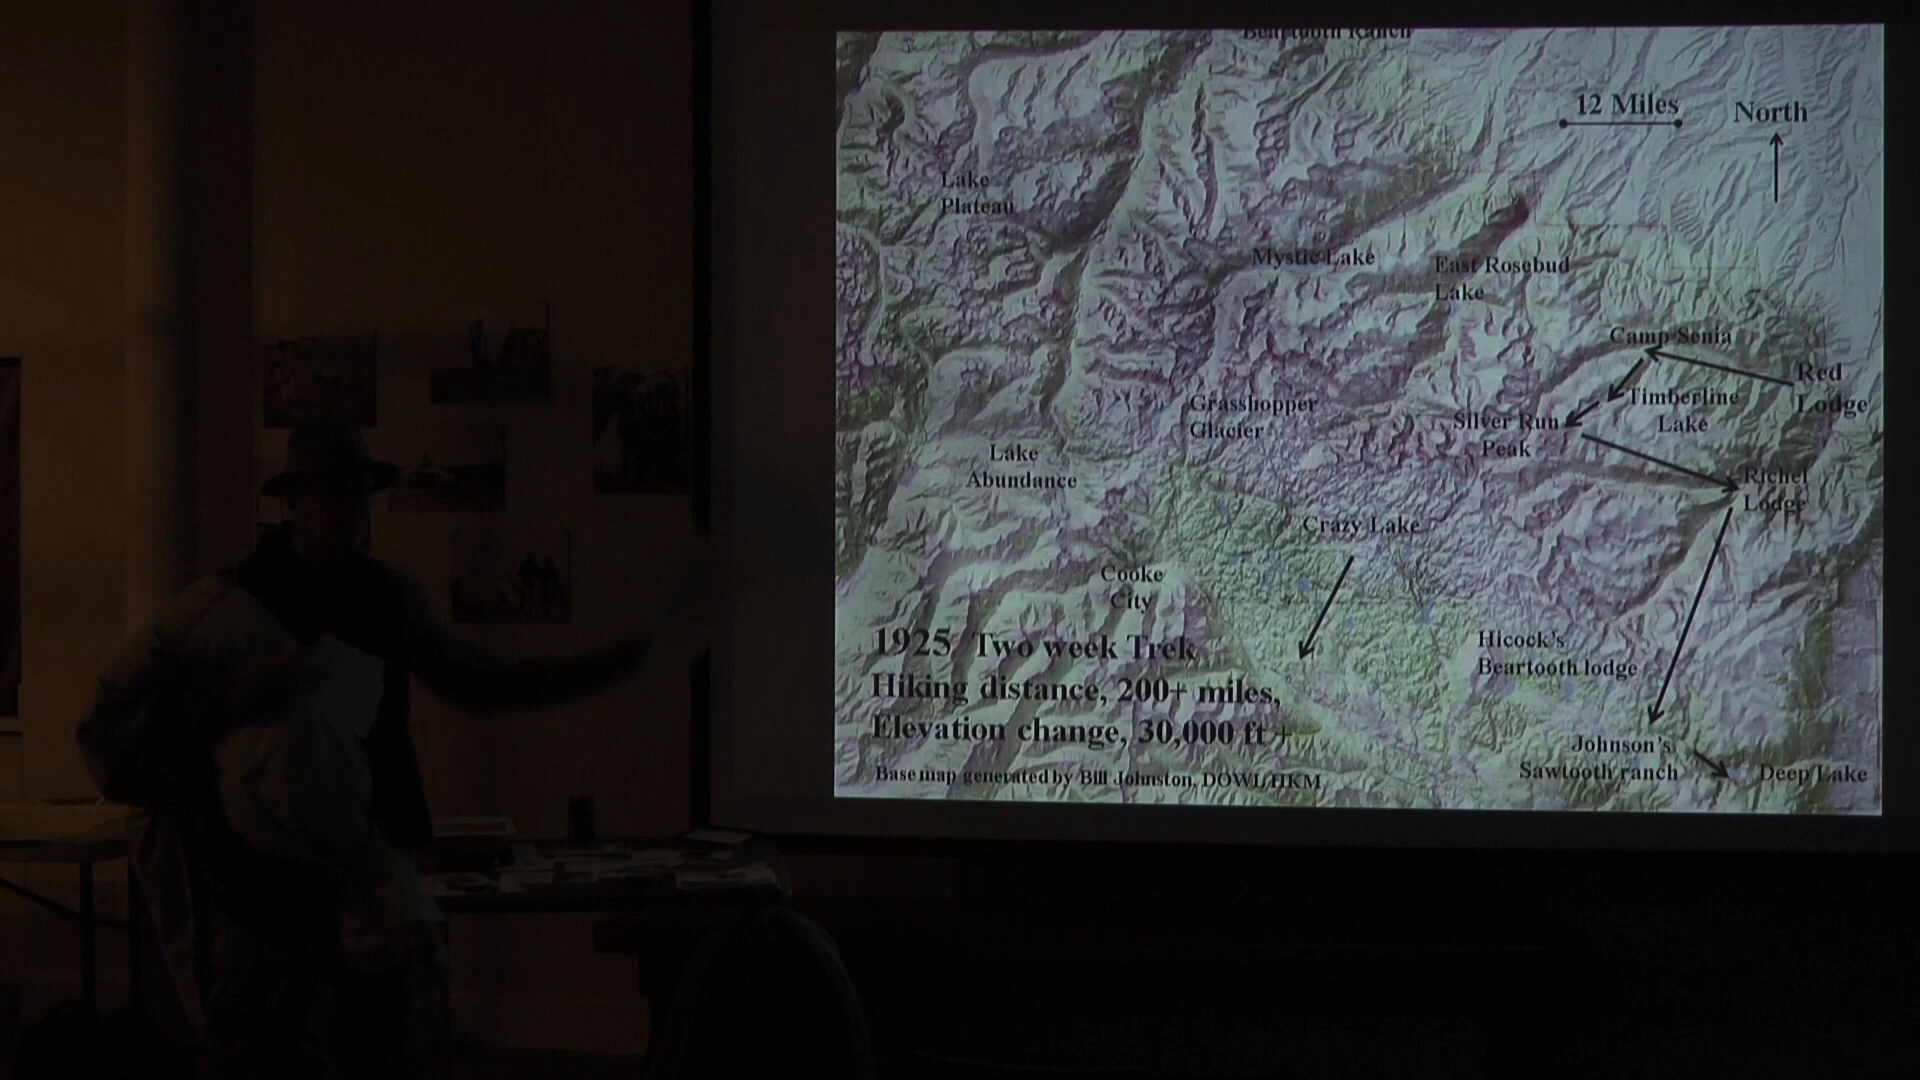 Beartooth Ranch
12 Miles
North
Lake
Plateau
Mystic Lake
East Rosebud
Lake
Camp Senia
Red
Lodge
Timberline
Lake
Grasshopper
Glacier
Silver Run
Peak
Lake
Abundance
Richel
Lodge
Crazy Lake
Cooke
City
1925 Two week Trek
Hiking distance, 200+ miles,
Elevation change, 30,000 ft +
Hicock's
Beartooth lodge
Johnson's
Sawtooth ranch
Deep Lake
Base map generated by Bill Johnston, DOWL HKM